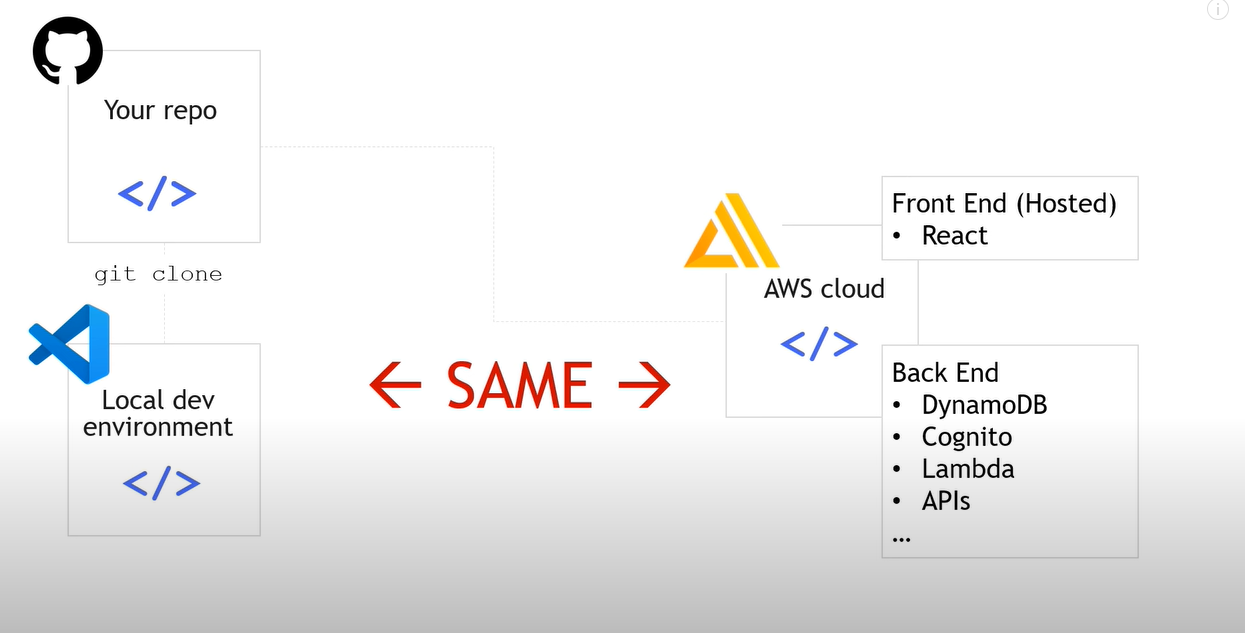 Your repo
</>
git clone
Local dev
environment
</>
← SAME →
AWS cloud
</>
Front End (Hosted)
• React
Back End
• DynamoDB
• Cognito
• Lambda
• APIs
...